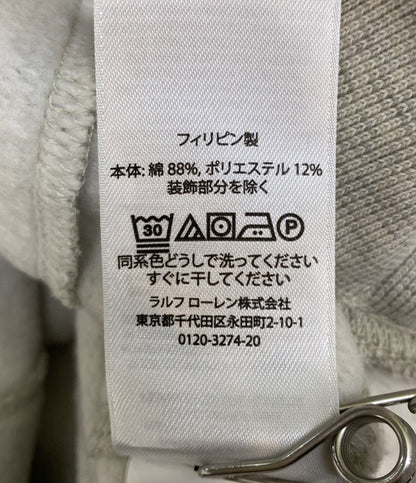 フィリピン製
本体: 綿 88%, ポリエステル 12%
装飾部分を除く
30 P
同系色どうしで洗ってください
すぐに干してください
ラルフ ローレン株式会社
東京都千代田区永田町2-10-1
0120-3274-20